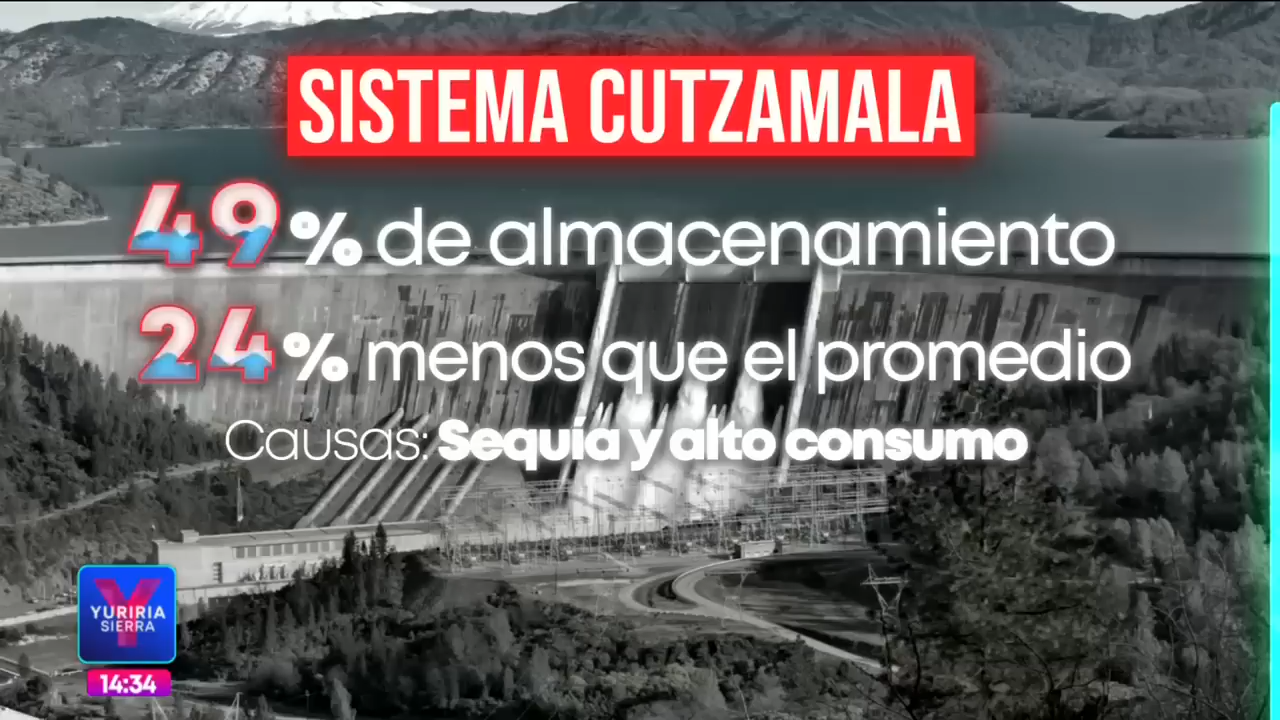 SISTEMA CUTZAMALA
49% de almacenamiento
24% menos que el promedio
Causas: Sequía y alto consumo
YURIRIA
SIERRA
14:34